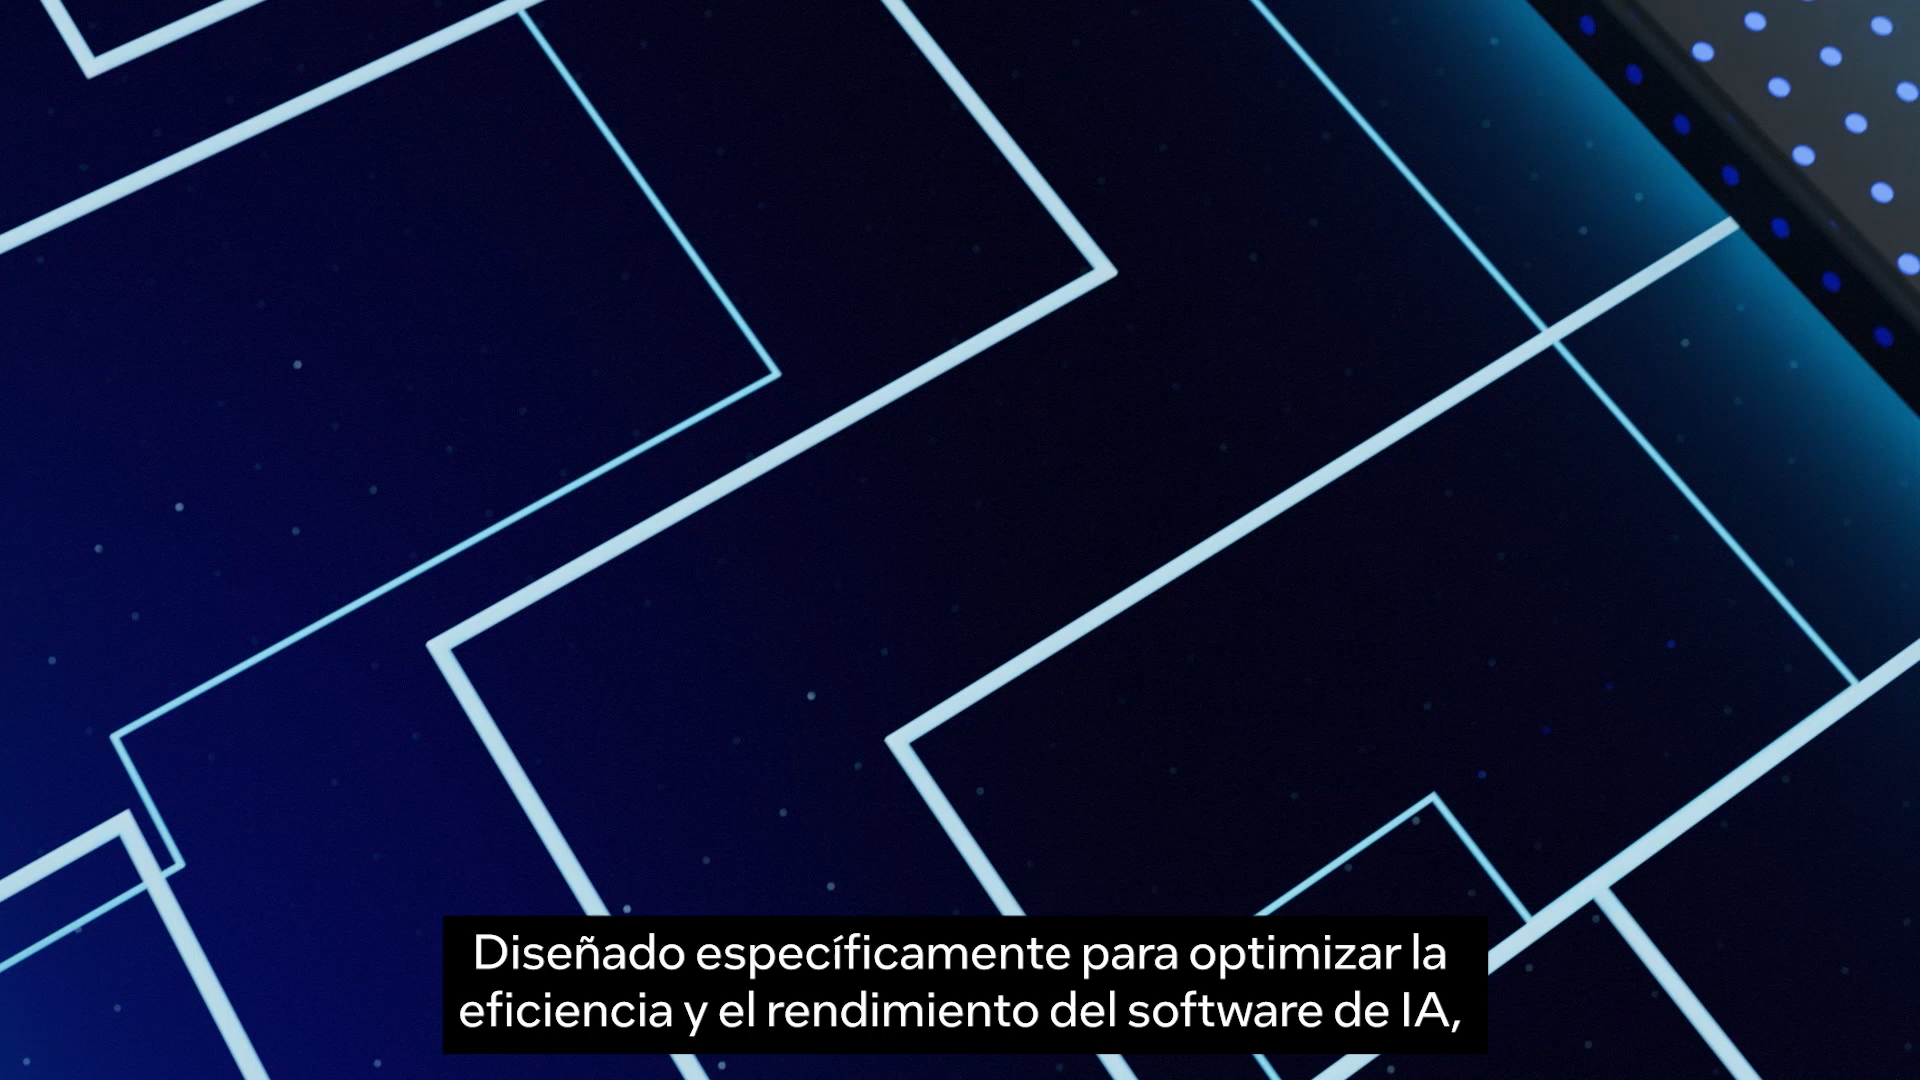 Diseñado específicamente para optimizar la
eficiencia y el rendimiento del software de IA,